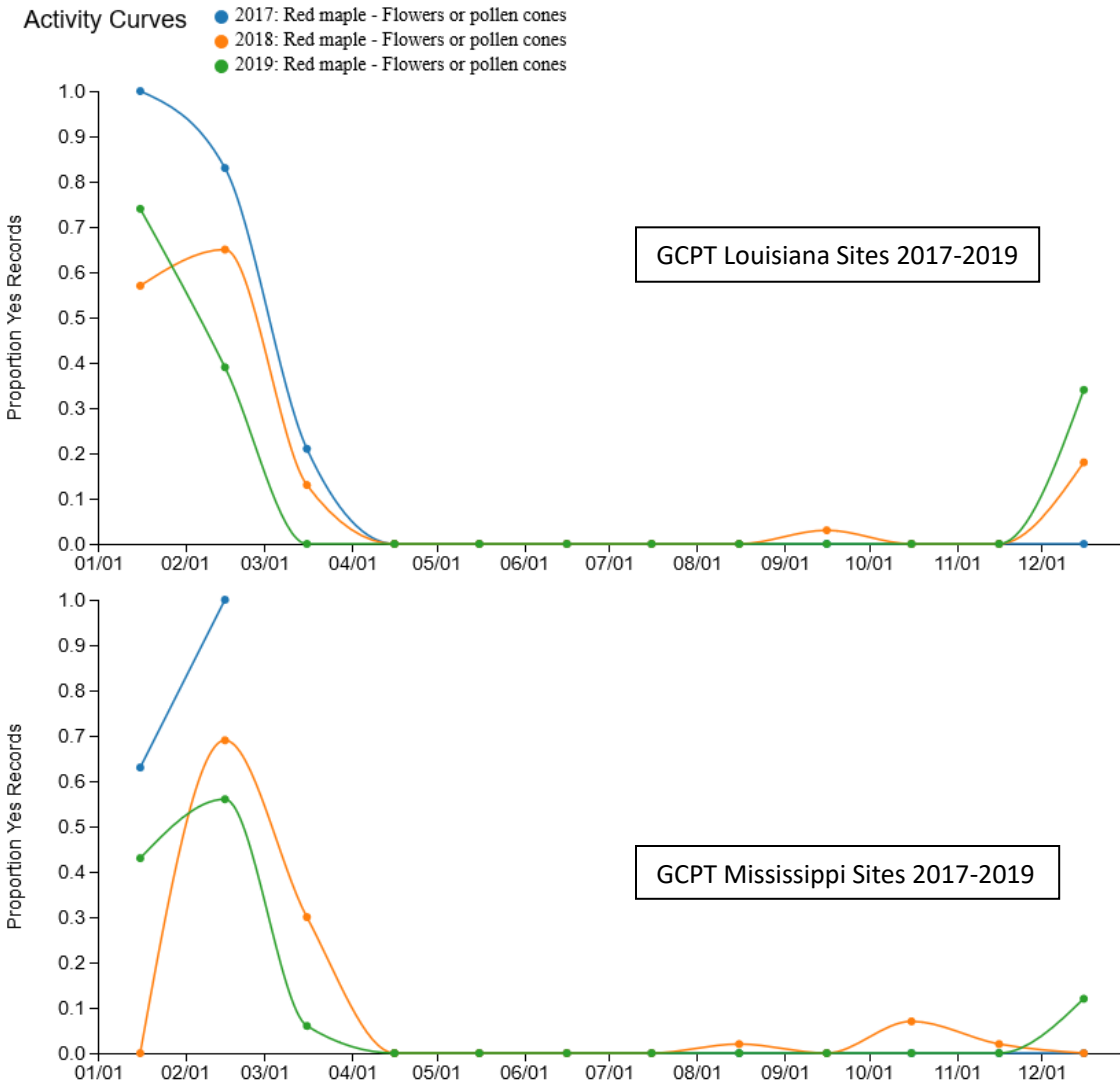 Activity Curves
2017: Red maple - Flowers or pollen cones
2018: Red maple - Flowers or pollen cones
2019: Red maple - Flowers or pollen cones
Proportion Yes Records
1.0
0.9
0.8
0.7
0.6
0.5
0.4
0.3
0.2
0.1
0.0
GCPT Louisiana Sites 2017-2019
01/01 02/01 03/01 04/01 05/01 06/01 07/01 08/01 09/01 10/01 11/01 12/01
Proportion Yes Records
1.0
0.9
0.8
0.7
0.6
0.5
0.4
0.3
0.2
0.1
0.0
GCPT Mississippi Sites 2017-2019
01/01 02/01 03/01 04/01 05/01 06/01 07/01 08/01 09/01 10/01 11/01 12/01